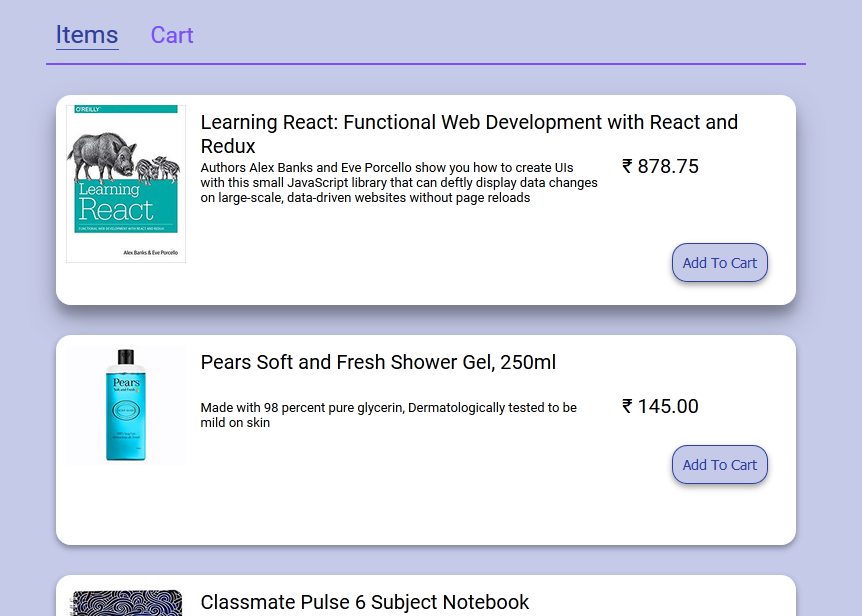 Items Cart
O'REILLY
Learning
React
FUNCTIONAL WEB DEVELOPMENT WITH REACT AND REDUX
Alex Banks & Eve Porcello
Learning React: Functional Web Development with React and
Redux
Authors Alex Banks and Eve Porcello show you how to create UIs
with this small JavaScript library that can deftly display data changes
on large-scale, data-driven websites without page reloads
₹ 878.75
Add To Cart
Pears
Soft and Fresh
Pears Soft and Fresh Shower Gel, 250ml
Made with 98 percent pure glycerin, Dermatologically tested to be
mild on skin
₹ 145.00
Add To Cart
Classmate Pulse 6 Subject Notebook